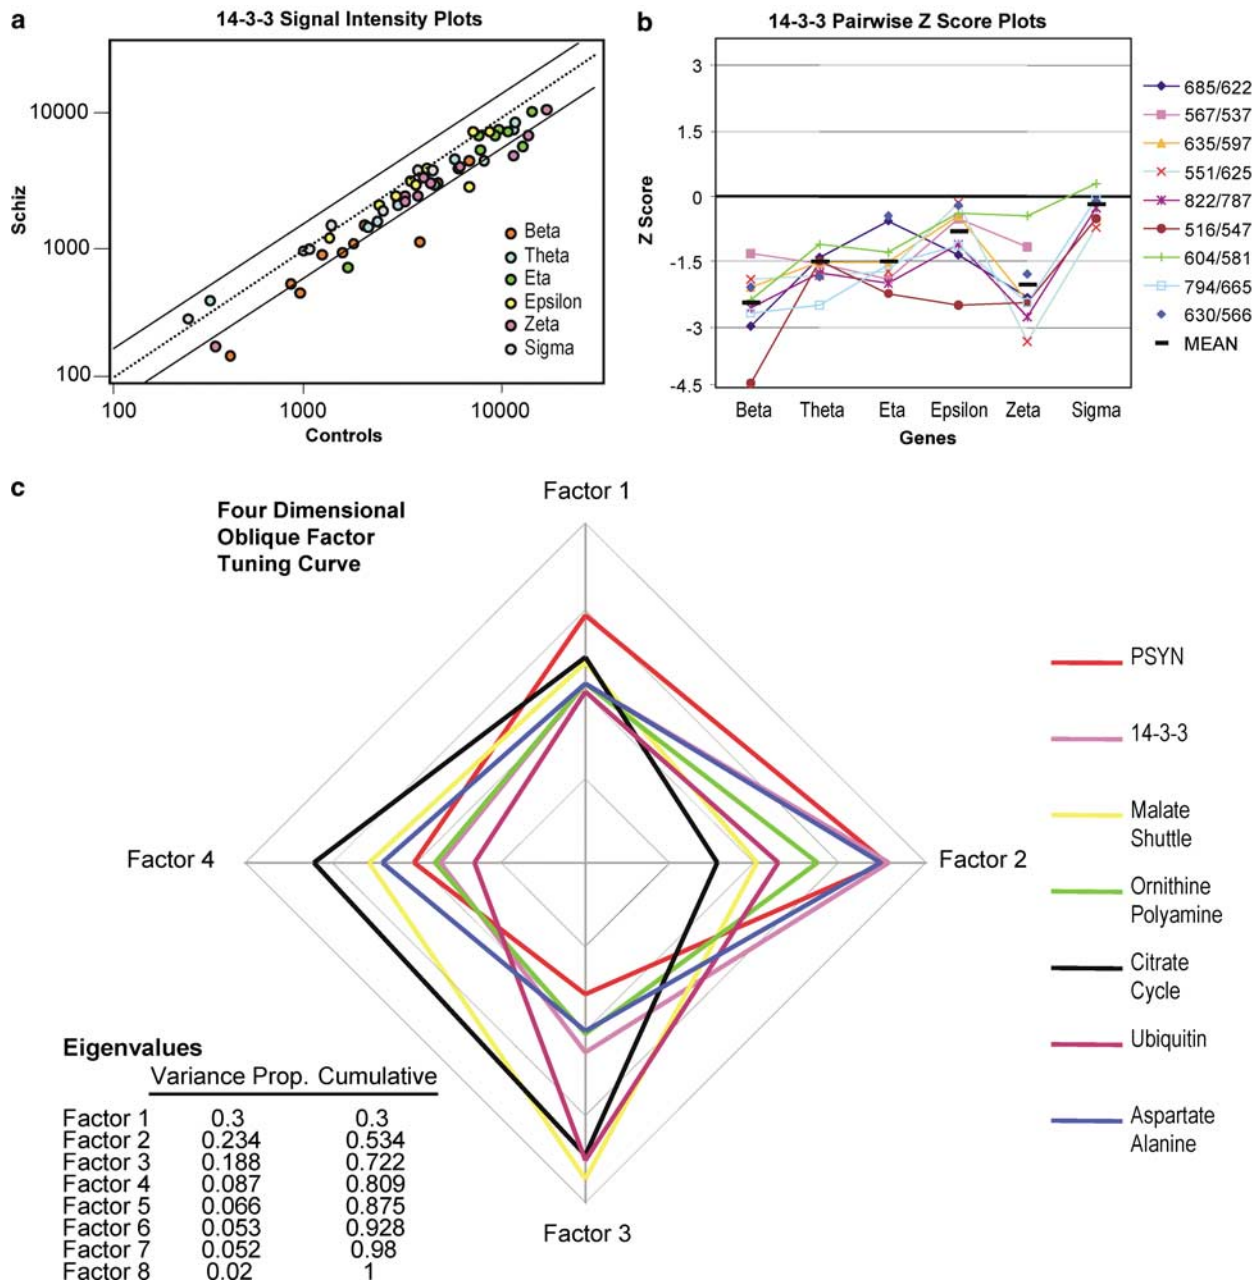 a
14-3-3 Signal Intensity Plots
Schiz
10000
1000
100
100
1000
10000
Controls
Beta
Theta
Eta
Epsilon
Zeta
Sigma
b
14-3-3 Pairwise Z Score Plots
Z Score
3
1.5
0
-1.5
-3
-4.5
Beta Theta Eta Epsilon Zeta Sigma
Genes
685/622
567/537
635/597
551/625
822/787
516/547
604/581
794/665
630/566
MEAN
c
Four Dimensional
Oblique Factor
Tuning Curve
Factor 1
Factor 2
Factor 3
Factor 4
PSYN
14-3-3
Malate
Shuttle
Ornithine
Polyamine
Citrate
Cycle
Ubiquitin
Aspartate
Alanine
Eigenvalues
Variance Prop. Cumulative
Factor 1 0.3 0.3
Factor 2 0.234 0.534
Factor 3 0.188 0.722
Factor 4 0.087 0.809
Factor 5 0.066 0.875
Factor 6 0.053 0.928
Factor 7 0.052 0.98
Factor 8 0.02 1